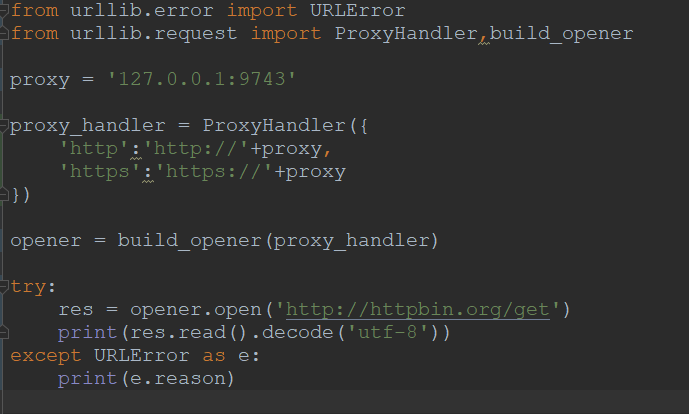 from urllib.error import URLError
from urllib.request import ProxyHandler,build_opener
proxy = '127.0.0.1:9743'
proxy_handler = ProxyHandler({
    'http':'http://'+proxy,
    'https':'https://'+proxy
})
opener = build_opener(proxy_handler)
try:
    res = opener.open('http://httpbin.org/get')
    print(res.read().decode('utf-8'))
except URLError as e:
    print(e.reason)